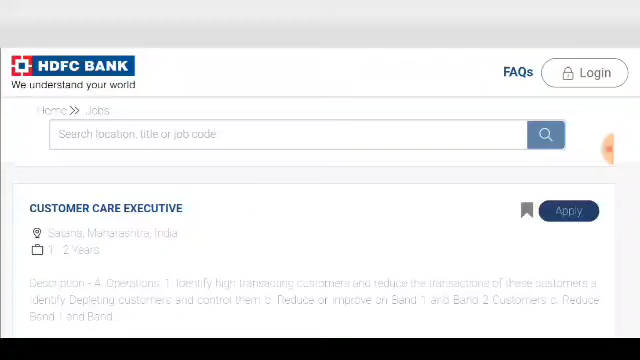 HDFC BANK
We understand your world
FAQs
Login
Home >> Jobs
Search location, title or job code
CUSTOMER CARE EXECUTIVE
Apply
Satana, Maharashtra, India
1 - 2 Years
Description - A. Operations: 1. Identify high transacting customers and reduce the transactions of these customers a.
Identify Depleting customers and control them b. Reduce or improve on Band 1 and Band 2 Customers c. Reduce
Band 1 and Band...